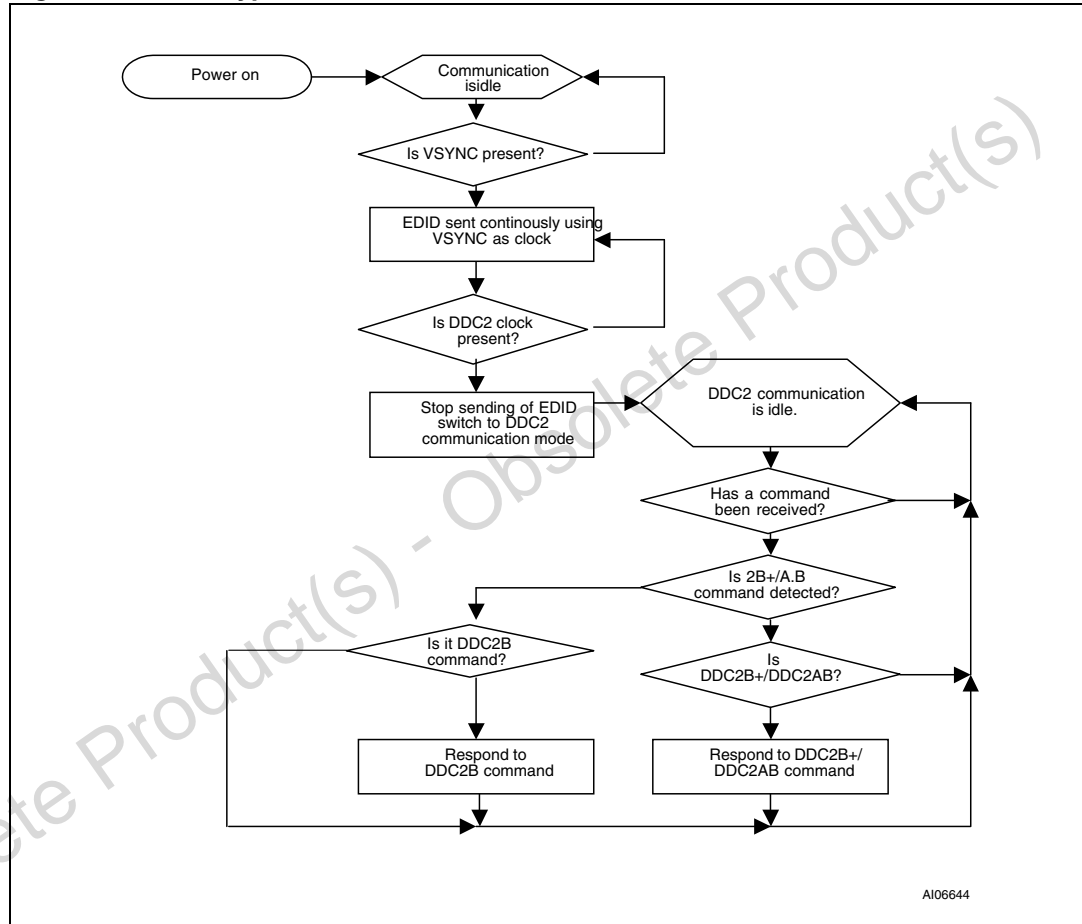 Power on
Communication
isidle
Is VSYNC present?
EDID sent continously using
VSYNC as clock
Is DDC2 clock
present?
Stop sending of EDID
switch to DDC2
communication mode
DDC2 communication
is idle.
Has a command
been received?
Is 2B+/A.B
command detected?
Is it DDC2B
command?
Is
DDC2B+/DDC2AB?
Respond to
DDC2B command
Respond to DDC2B+/
DDC2AB command
AI06644
ete Product(s) - Obsolete Product(s)